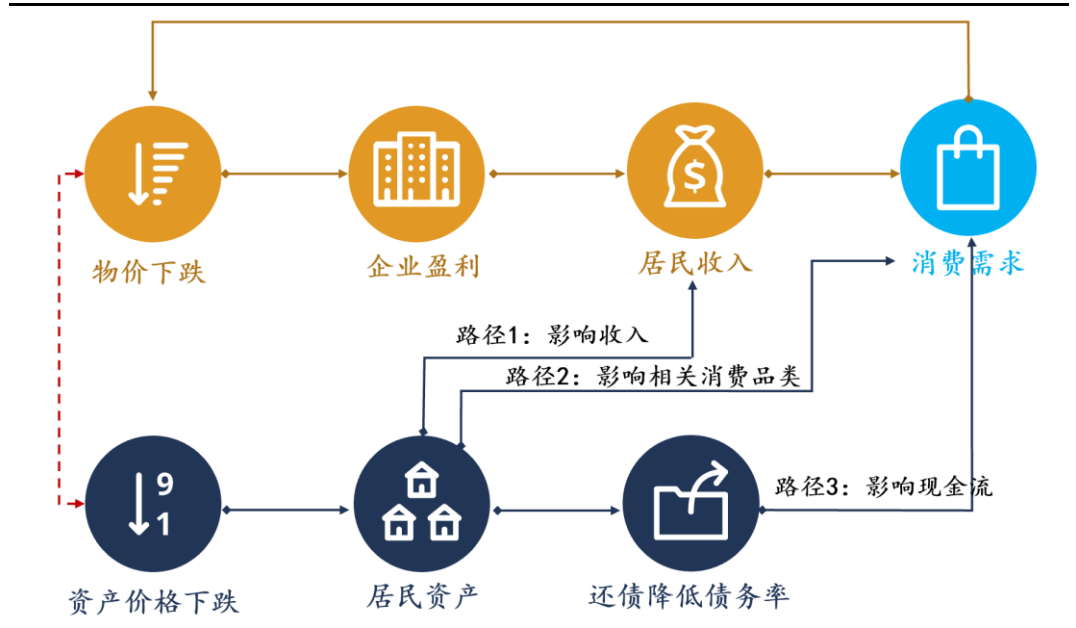 $
物价下跌
企业盈利
居民收入
消费需求
路径1：影响收入
路径2：影响相关消费品类
9
1
路径3：影响现金流
资产价格下跌
居民资产
还债降低债务率